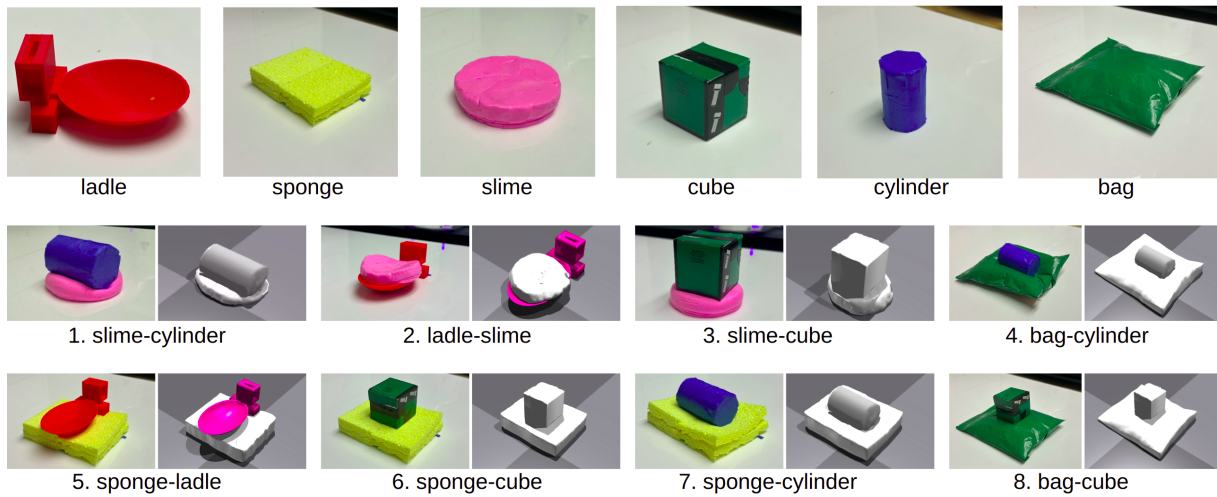 ladle
sponge
slime
cube
cylinder
bag
1. slime-cylinder
2. ladle-slime
3. slime-cube
4. bag-cylinder
5. sponge-ladle
6. sponge-cube
7. sponge-cylinder
8. bag-cube